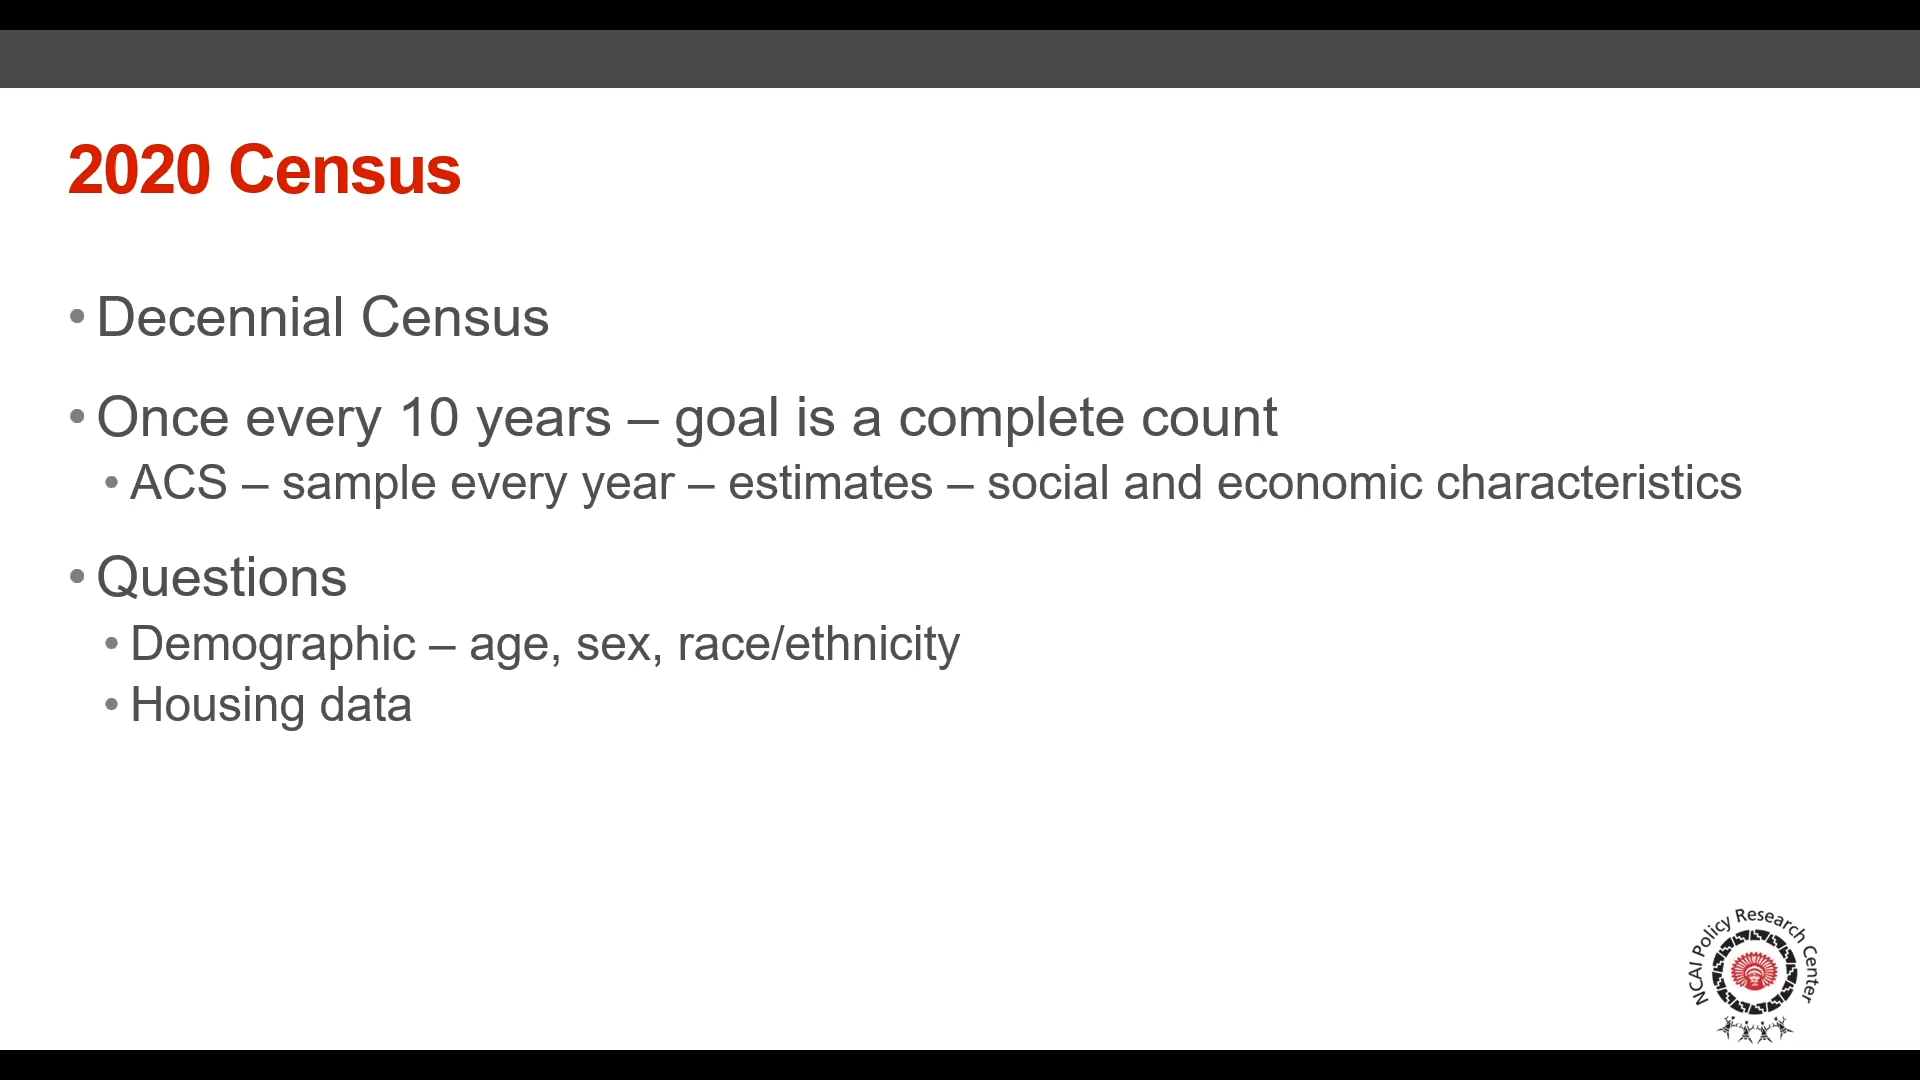 2020 Census
• Decennial Census
• Once every 10 years – goal is a complete count
• ACS – sample every year – estimates – social and economic characteristics
• Questions
• Demographic – age, sex, race/ethnicity
• Housing data
NCAI Policy Research Center